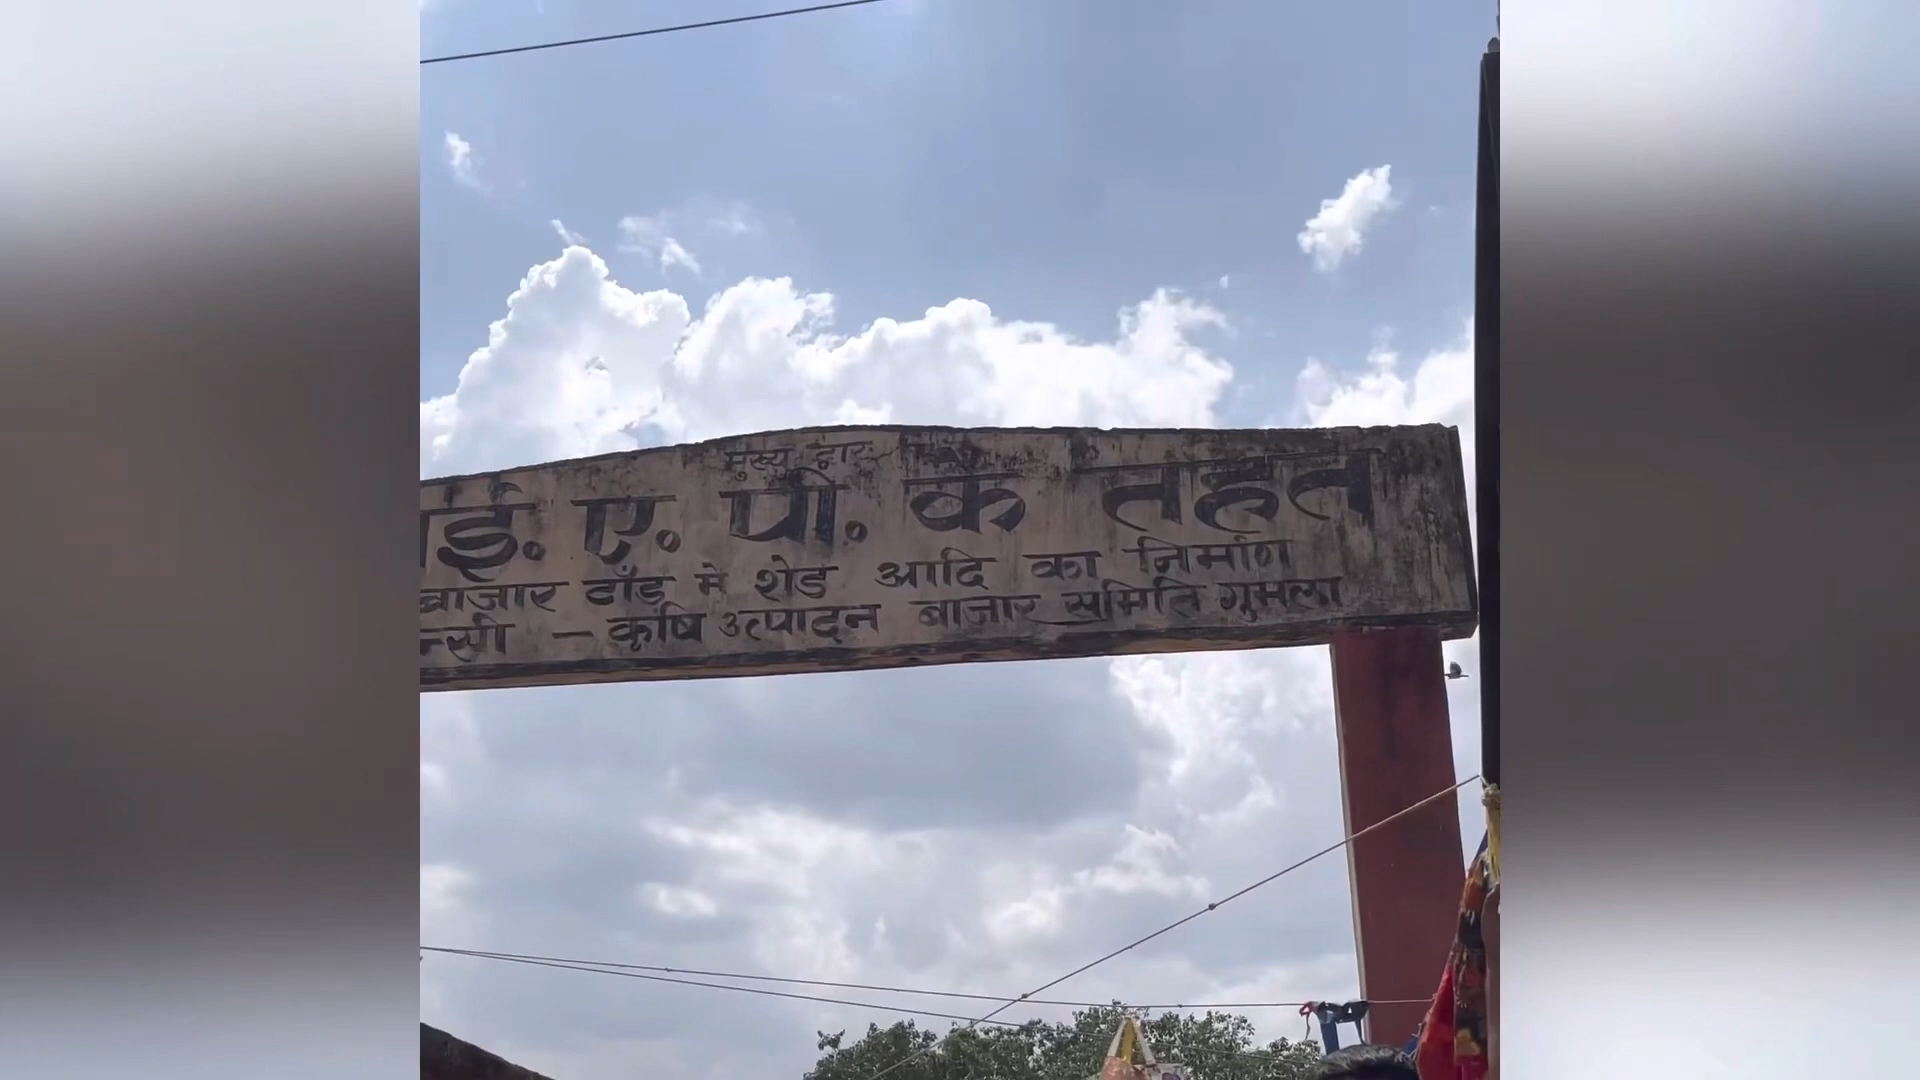 मुख्य द्वार
ई. ए. पी. के तहत
बाजार टाँड़ मे शेड आदि का निर्माण
न्सी – कृषि उत्पादन बाजार समिति गुमला